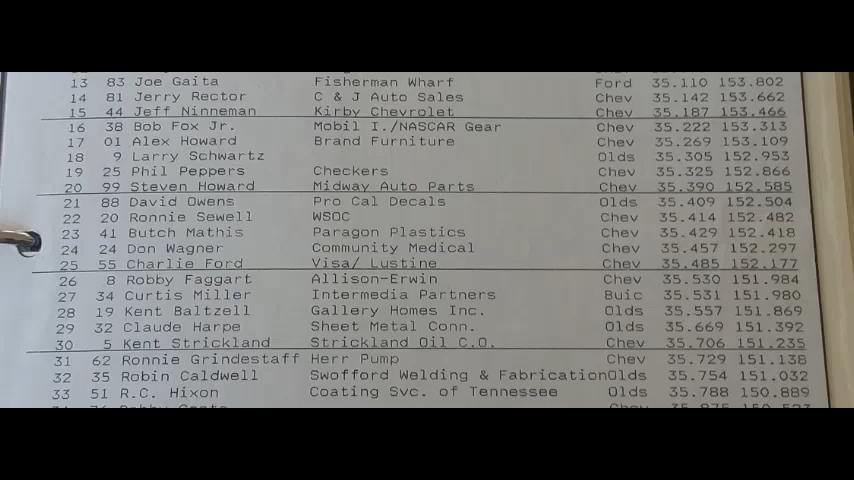 13 83 Joe Gaita Fisherman Wharf Ford 35.110 153.802
14 81 Jerry Rector C & J Auto Sales Chev 35.142 153.662
15 44 Jeff Ninneman Kirby Chevrolet Chev 35.187 153.466
16 38 Bob Fox Jr. Mobil I./NASCAR Gear Chev 35.222 153.313
17 01 Alex Howard Brand Furniture Chev 35.269 153.109
18 9 Larry Schwartz Olds 35.305 152.953
19 25 Phil Peppers Checkers Chev 35.325 152.866
20 99 Steven Howard Midway Auto Parts Chev 35.390 152.585
21 88 David Owens Pro Cal Decals Olds 35.409 152.504
22 20 Ronnie Sewell WSOC Chev 35.414 152.482
23 41 Butch Mathis Paragon Plastics Chev 35.429 152.418
24 24 Don Wagner Community Medical Chev 35.457 152.297
25 55 Charlie Ford Visa/ Lustine Chev 35.485 152.177
26 8 Robby Faggart Allison-Erwin Chev 35.530 151.984
27 34 Curtis Miller Intermedia Partners Buic 35.531 151.980
28 19 Kent Baltzell Gallery Homes Inc. Olds 35.557 151.869
29 32 Claude Harpe Sheet Metal Conn. Olds 35.669 151.392
30 5 Kent Strickland Strickland Oil C.O. Chev 35.706 151.235
31 62 Ronnie Grindestaff Herr Pump Chev 35.729 151.138
32 35 Robin Caldwell Swofford Welding & FabricationOlds 35.754 151.032
33 51 R.C. Hixon Coating Svc. of Tennessee Olds 35.788 150.889